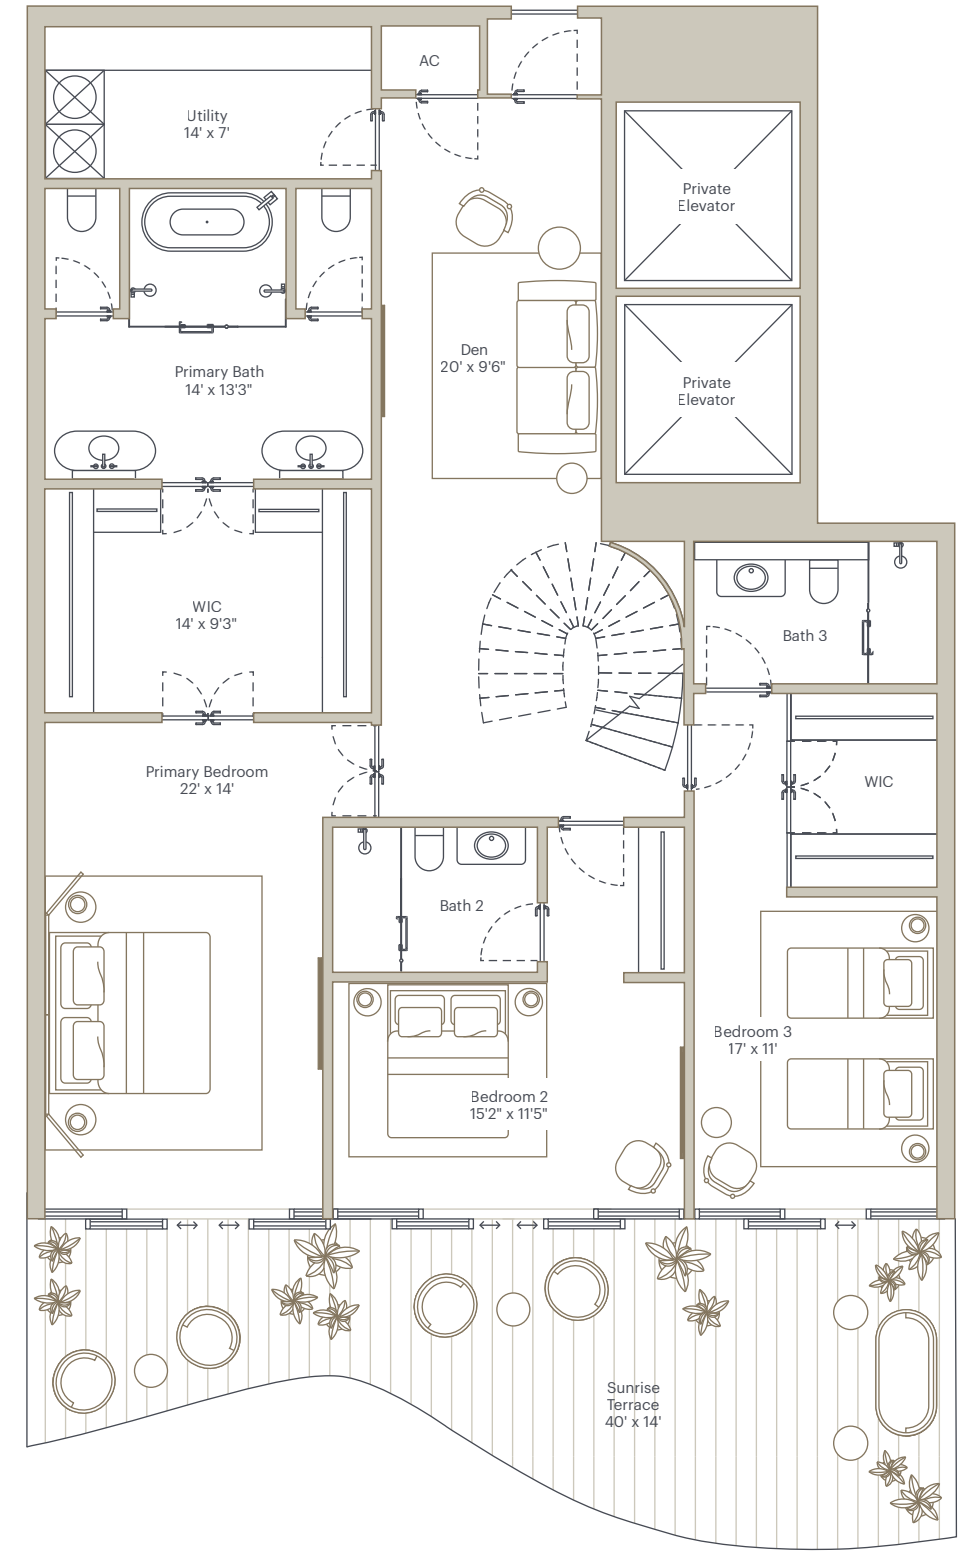 AC
Utility
14' x 7'
Private
Elevator
Den
20' x 9'6"
Primary Bath
14' x 13'3"
Private
Elevator
WIC
14' x 9'3"
Bath 3
Primary Bedroom
22' x 14'
WIC
Bath 2
Bedroom 3
17' x 11'
Bedroom 2
15'2" x 11'5"
Sunrise
Terrace
40' x 14'